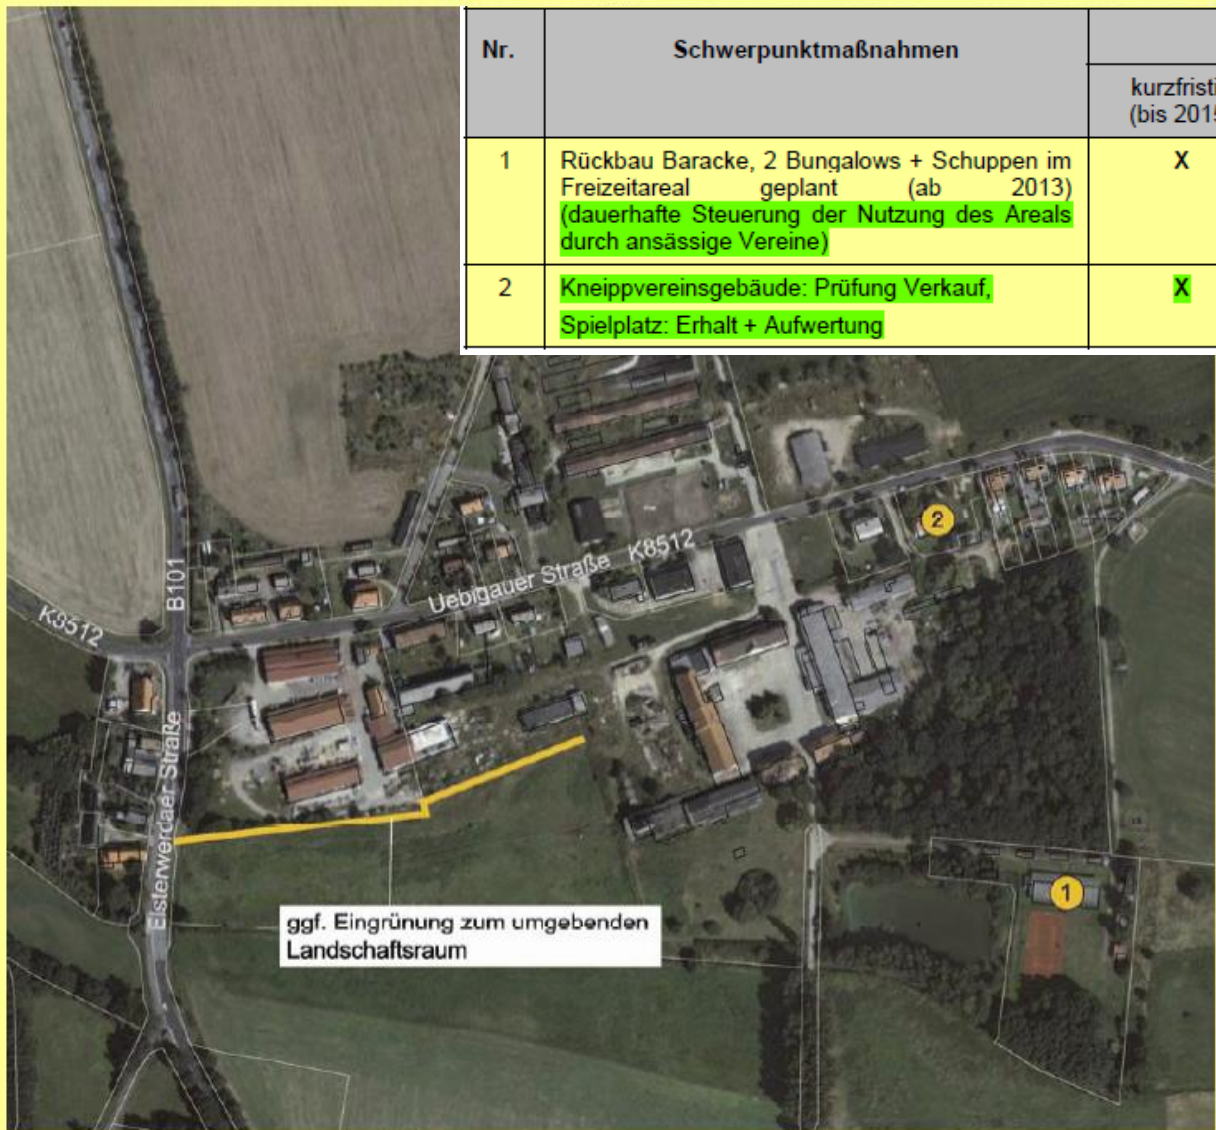 Nr.
Schwerpunktmaßnahmen
kurzfristi
(bis 2015
1
Rückbau Baracke, 2 Bungalows + Schuppen im
Freizeitareal geplant (ab 2013)
(dauerhafte Steuerung der Nutzung des Areals
durch ansässige Vereine)
X
2
Kneippvereinsgebäude: Prüfung Verkauf,
Spielplatz: Erhalt + Aufwertung
X
2
K8512
Uebigauer Straße
B101
K8512
Elsterwerdaer Straße
1
ggf. Eingrünung zum umgebenden
Landschaftsraum